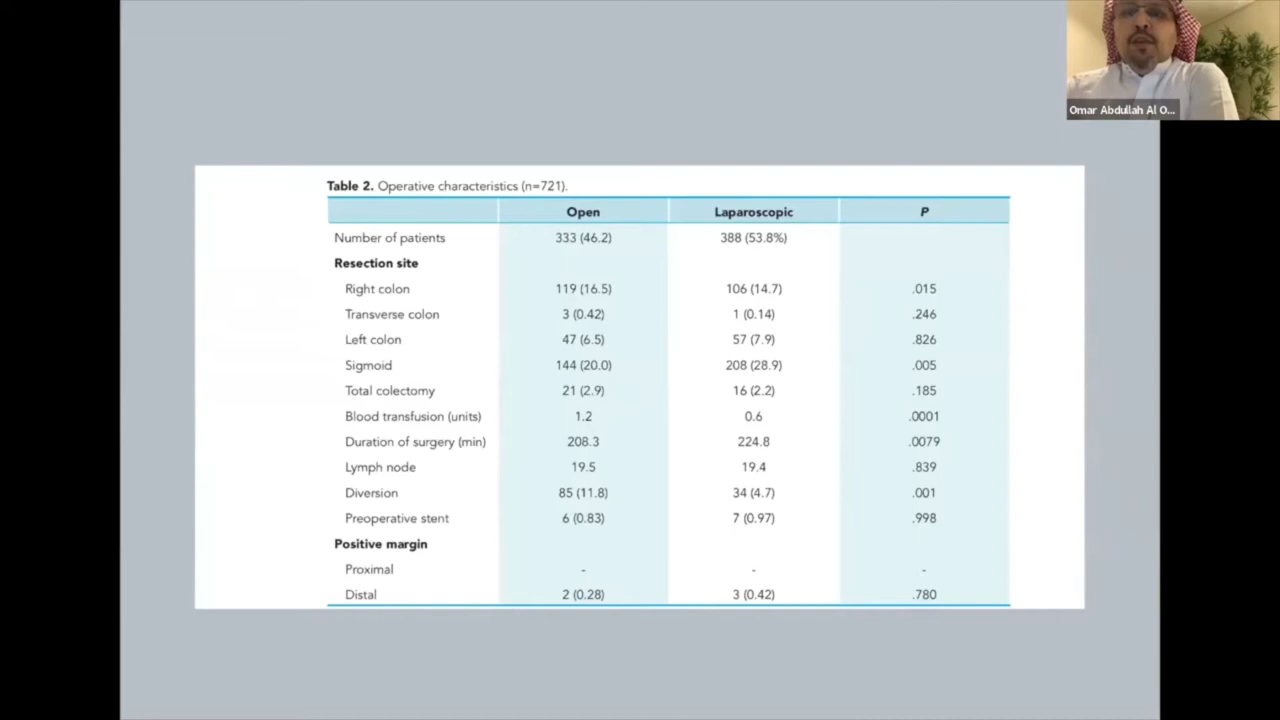 Omar Abdullah Al O...
Table 2. Operative characteristics (n=721).
Open Laparoscopic P
Number of patients 333 (46.2) 388 (53.8%)
Resection site
Right colon 119 (16.5) 106 (14.7) .015
Transverse colon 3 (0.42) 1 (0.14) .246
Left colon 47 (6.5) 57 (7.9) .826
Sigmoid 144 (20.0) 208 (28.9) .005
Total colectomy 21 (2.9) 16 (2.2) .185
Blood transfusion (units) 1.2 0.6 .0001
Duration of surgery (min) 208.3 224.8 .0079
Lymph node 19.5 19.4 .839
Diversion 85 (11.8) 34 (4.7) .001
Preoperative stent 6 (0.83) 7 (0.97) .998
Positive margin
Proximal - - -
Distal 2 (0.28) 3 (0.42) .780